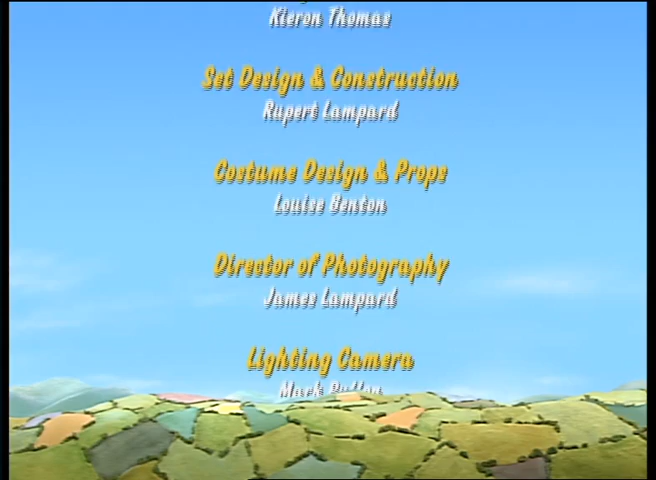 Kieron Thomas
Set Design & Construction
Rupert Lampard
Costume Design & Props
Louise Benton
Director of Photography
James Lampard
Lighting Camera
Mark